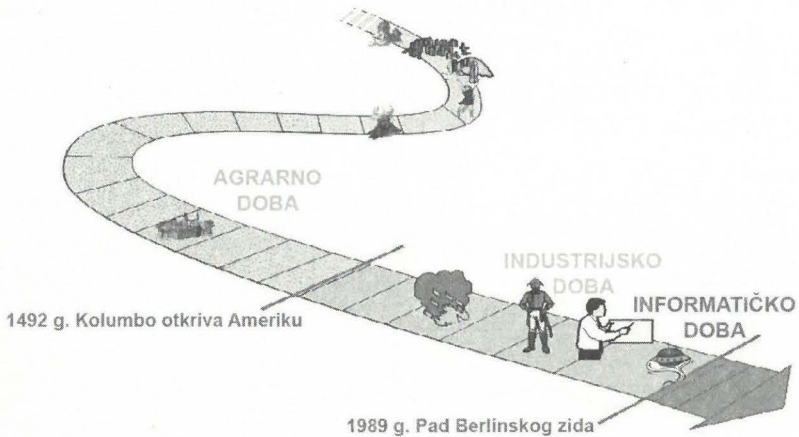 AGRARNO
DOBA
INDUSTRIJSKO
DOBA
INFORMATIČKO
DOBA
1492 g. Kolumbo otkriva Ameriku
1989 g. Pad Berlinskog zida